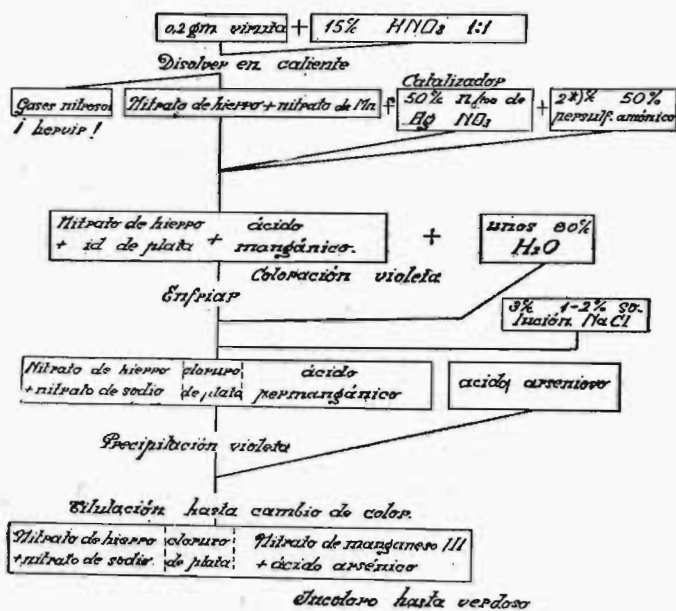 0,2 gm viruta + 15% HNO3 1:1
Disolver en caliente
Catalizador
Gases nitrosos
¡ hervir !
Nitrato de hierro + nitrato de Mn +
50% n/100 de
Ag NO3
+
2*)% 50%
persulf. amónico
Nitrato de hierro
+ id de plata + ácido
mangánico.
+
unos 80%
H2O
Coloración violeta
Enfriar
3% 1-2% so-
lución NaCl
Nitrato de hierro
+ nitrato de sodio
cloruro
de plata
ácido
permangánico
ácido arsenioso
Precipitación violeta
Titulación hasta cambio de color.
Nitrato de hierro
+ nitrato de sodio.
cloruro
de plata
Nitrato de manganeso III
+ ácido arsénico
Incoloro hasta verdoso